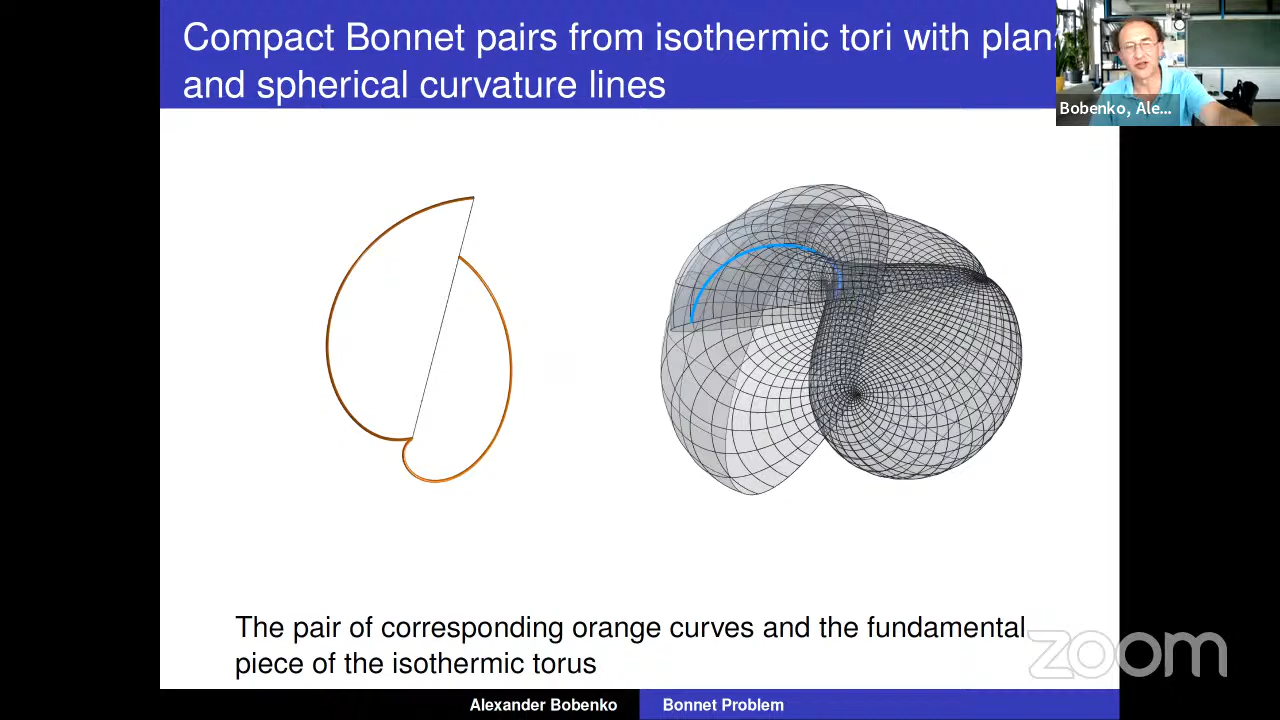 Compact Bonnet pairs from isothermic tori with plan
and spherical curvature lines
Bobenko, Ale...
The pair of corresponding orange curves and the fundamental
piece of the isothermic torus
zoom
Alexander Bobenko
Bonnet Problem